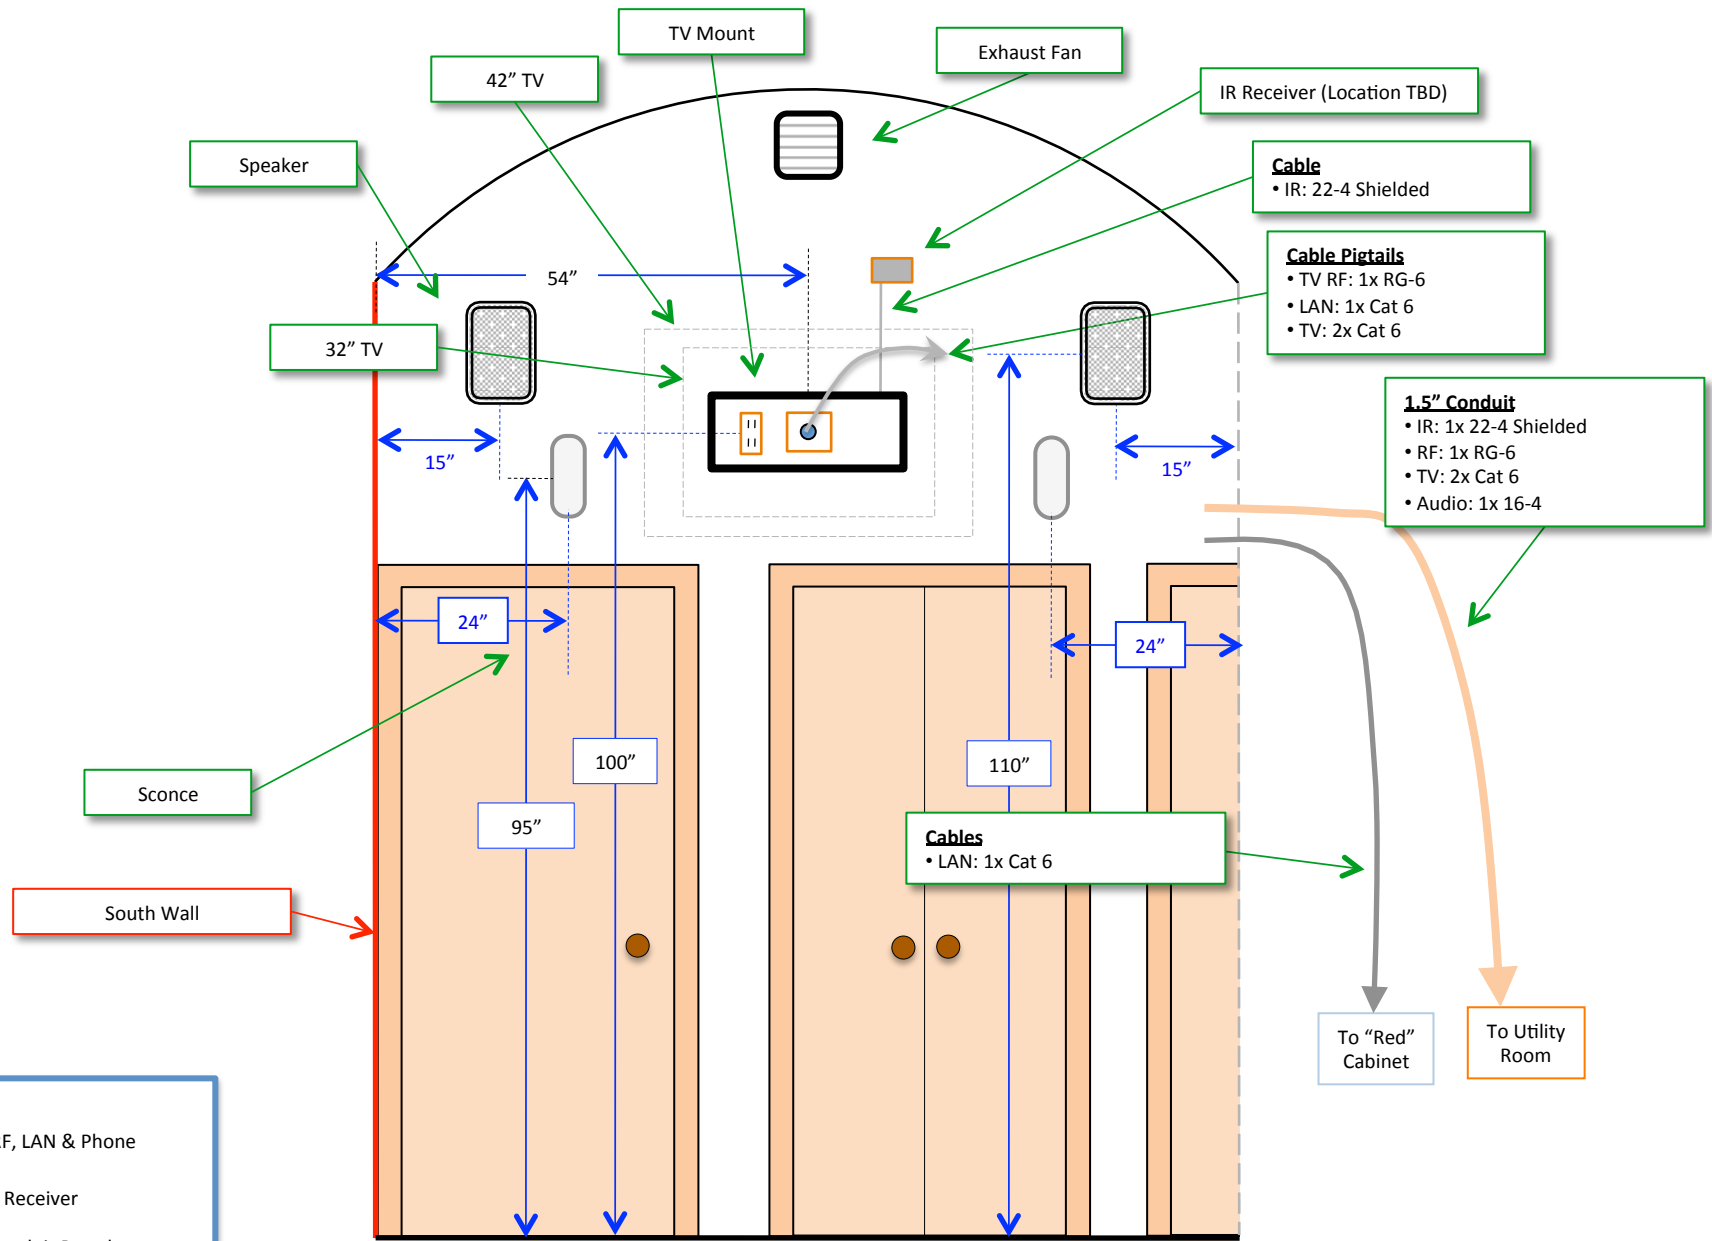 TV Mount
Exhaust Fan
42” TV
IR Receiver (Location TBD)
Speaker
Cable
• IR: 22-4 Shielded
Cable Pigtails
• TV RF: 1x RG-6
• LAN: 1x Cat 6
• TV: 2x Cat 6
54”
32” TV
1.5” Conduit
• IR: 1x 22-4 Shielded
• RF: 1x RG-6
• TV: 2x Cat 6
• Audio: 1x 16-4
15”
15”
24”
24”
100”
110”
Sconce
95”
Cables
• LAN: 1x Cat 6
South Wall
To “Red”
Cabinet
To Utility
Room
LAN & Phone
Receiver